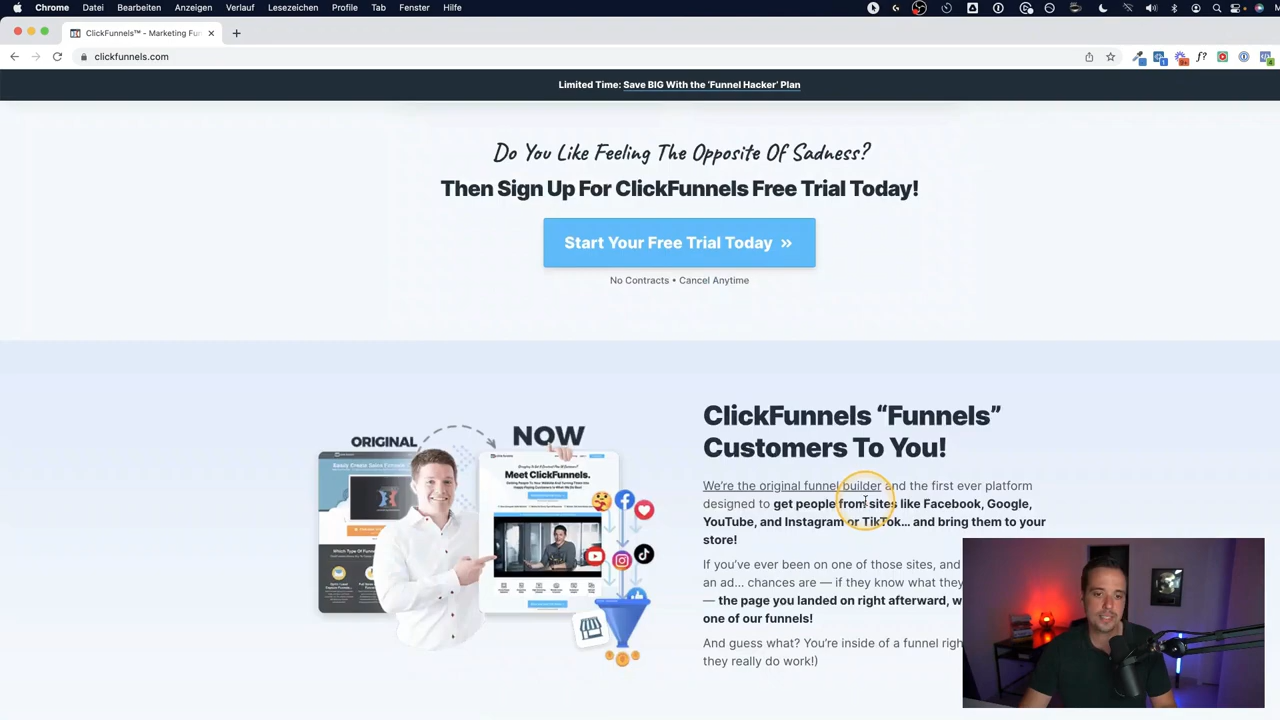 Chrome Datei Bearbeiten Anzeigen Verlauf Lesezeichen Profile Tab Fenster Hilfe
ClickFunnels™ - Marketing Fun
clickfunnels.com
Limited Time: Save BIG With the 'Funnel Hacker' Plan
Do You Like Feeling The Opposite Of Sadness?
Then Sign Up For ClickFunnels Free Trial Today!
Start Your Free Trial Today »
No Contracts • Cancel Anytime
ORIGINAL
NOW
Meet ClickFunnels.
ClickFunnels “Funnels”
Customers To You!
We're the original funnel builder and the first ever platform
designed to get people from sites like Facebook, Google,
YouTube, and Instagram or TikTok... and bring them to your
store!
If you've ever been on one of those sites, and
an ad... chances are — if they know what they
— the page you landed on right afterward, w
one of our funnels!
And guess what? You're inside of a funnel righ
they really do work!)